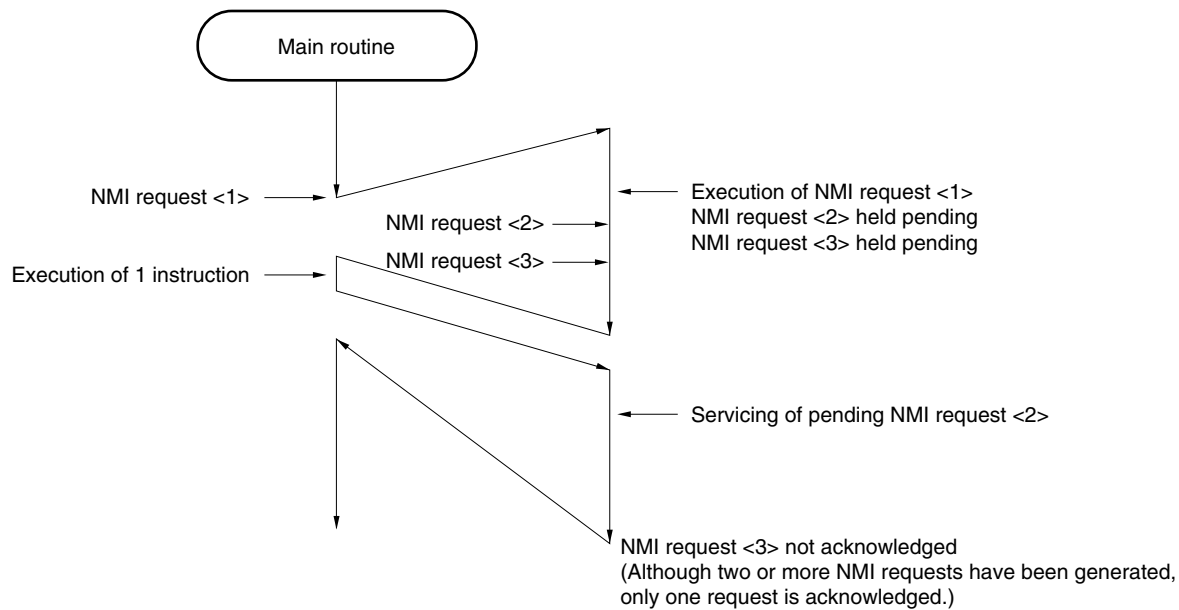 Main routine
NMI request <1>
Execution of NMI request <1>
NMI request <2> held pending
NMI request <3> held pending
NMI request <2>
NMI request <3>
Execution of 1 instruction
Servicing of pending NMI request <2>
NMI request <3> not acknowledged
(Although two or more NMI requests have been generated,
only one request is acknowledged.)